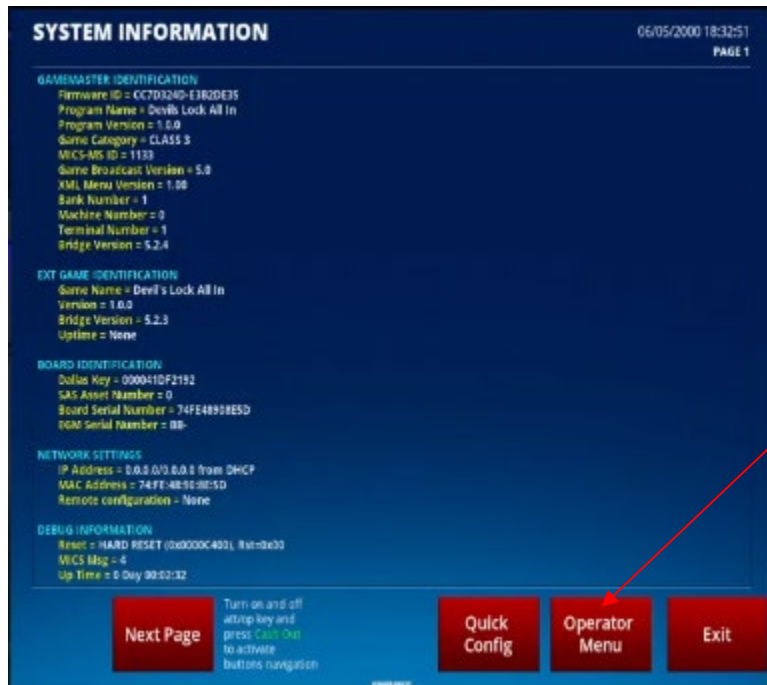 SYSTEM INFORMATION
06/05/2000 18:32:51
PAGE 1
GAMEMASTER IDENTIFICATION
Firmware ID = CC7D324D-E3B2DE35
Program Name = Devils Lock All In
Program Version = 1.0.0
Game Category = CLASS 3
MICS-MS ID = 1133
Game Broadcast Version = 5.0
XML Menu Version = 1.00
Bank Number = 1
Machine Number = 0
Terminal Number = 1
Bridge Version = 5.2.4
EXT GAME IDENTIFICATION
Game Name = Devil's Lock All In
Version = 1.0.0
Bridge Version = 5.2.3
Uptime = None
BOARD IDENTIFICATION
Dallas Key = 000041DF2192
SAS Asset Number = 0
Board Serial Number = 74FE48908E5D
EGM Serial Number = BB-
NETWORK SETTINGS
IP Address = 0.0.0.0/0.0.0.0 from DHCP
MAC Address = 74:FE:48:90:8E:5D
Remote configuration = None
DEBUG INFORMATION
Reset = HARD RESET (0x0000C400), Rst=0x00
MICS Msg = 4
Up Time = 0 Day 00:02:32
Next Page
Turn on and off
att/op key and
press Cash Out
to activate
buttons navigation
Quick
Config
Operator
Menu
Exit